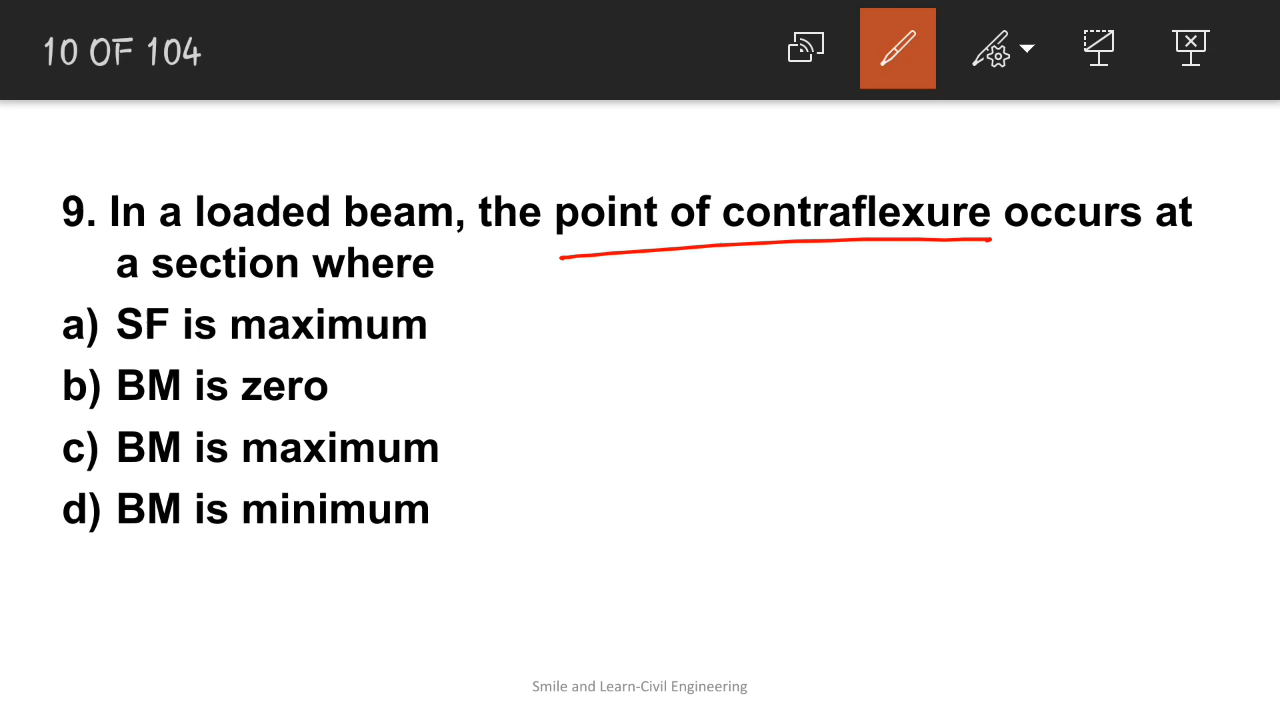 10 OF 104
9. In a loaded beam, the point of contraflexure occurs at
a section where
a) SF is maximum
b) BM is zero
c) BM is maximum
d) BM is minimum
Smile and Learn-Civil Engineering